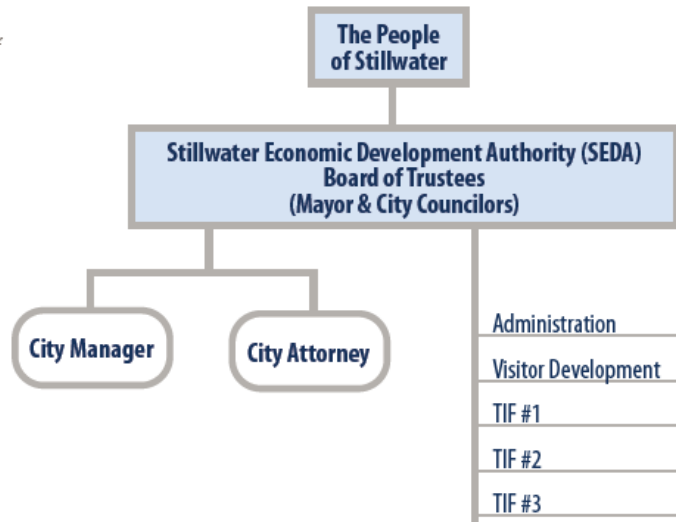 The People
of Stillwater
Stillwater Economic Development Authority (SEDA)
Board of Trustees
(Mayor & City Councilors)
City Manager
City Attorney
Administration
Visitor Development
TIF #1
TIF #2
TIF #3